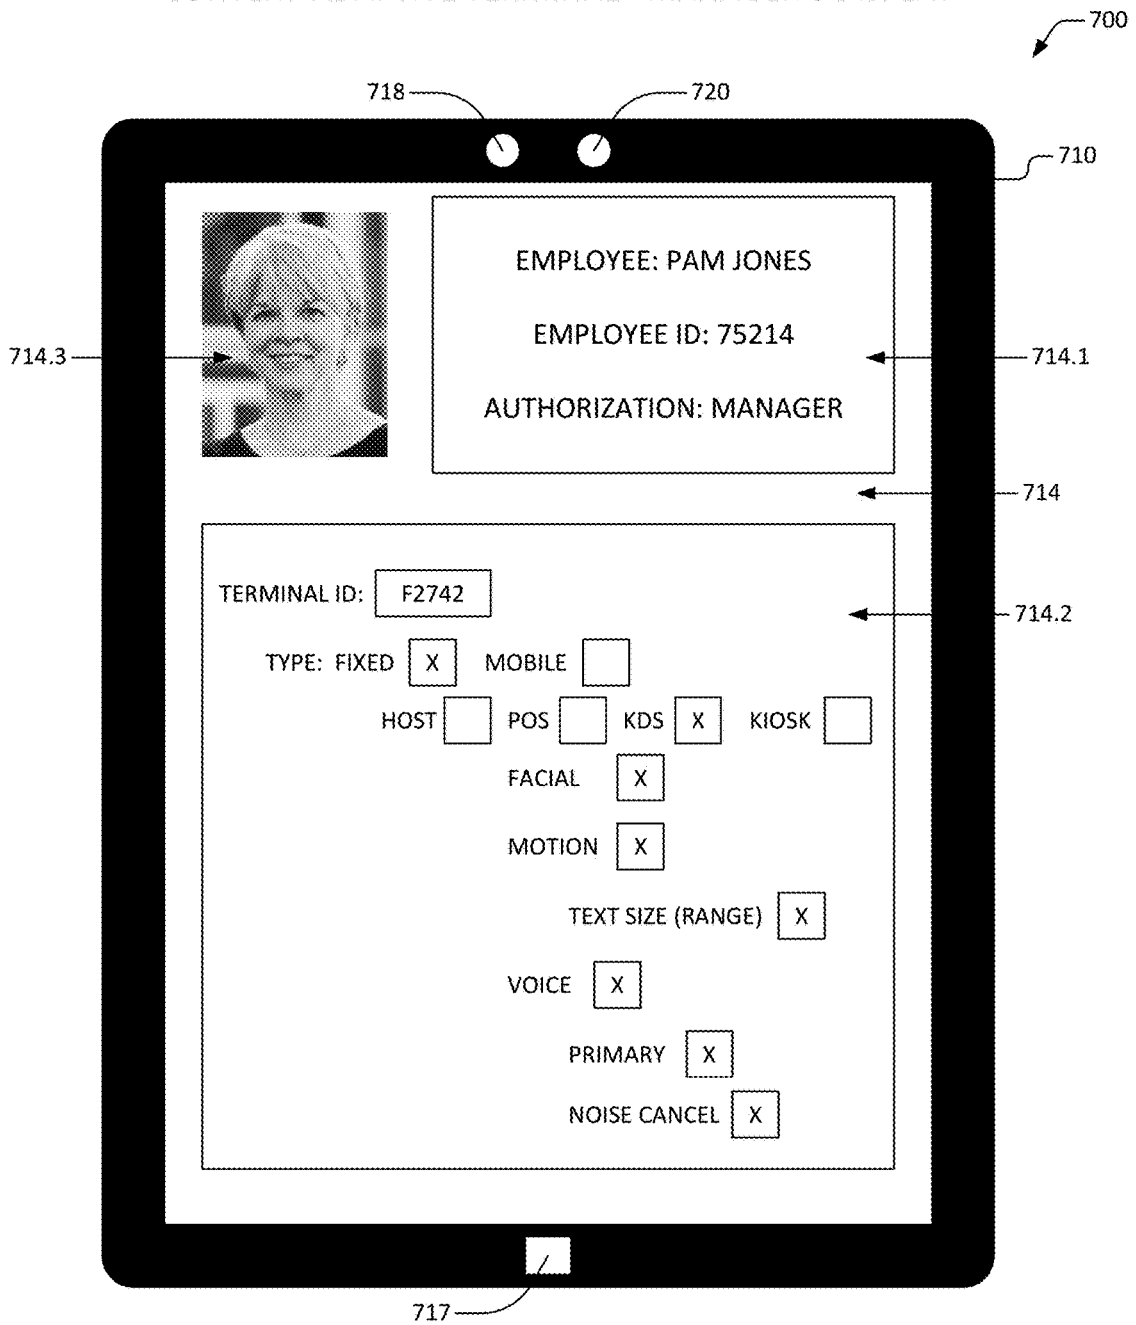 700
718
720
710
EMPLOYEE: PAM JONES
EMPLOYEE ID: 75214
714.3
714.1
AUTHORIZATION: MANAGER
714
TERMINAL ID: F2742
714.2
TYPE: FIXED X MOBILE
HOST POS KDS X KIOSK
FACIAL X
MOTION X
TEXT SIZE (RANGE) X
VOICE X
PRIMARY X
NOISE CANCEL X
717